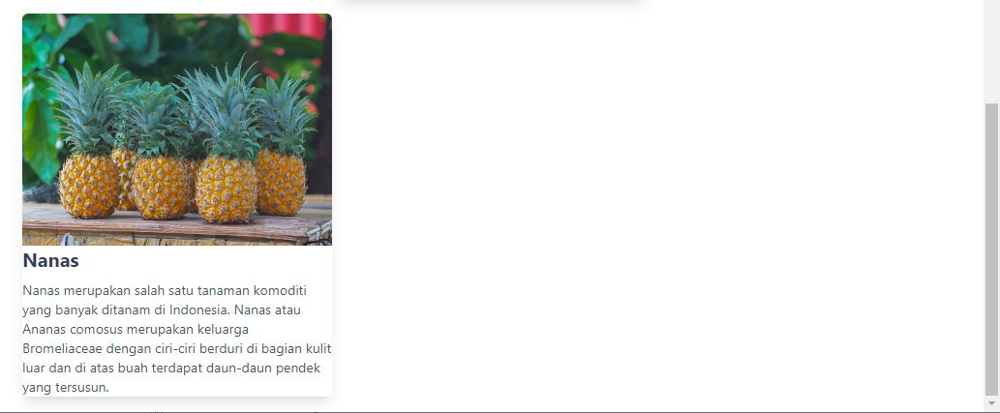 Nanas
Nanas merupakan salah satu tanaman komoditi
yang banyak ditanam di Indonesia. Nanas atau
Ananas comosus merupakan keluarga
Bromeliaceae dengan ciri-ciri berduri di bagian kulit
luar dan di atas buah terdapat daun-daun pendek
yang tersusun.